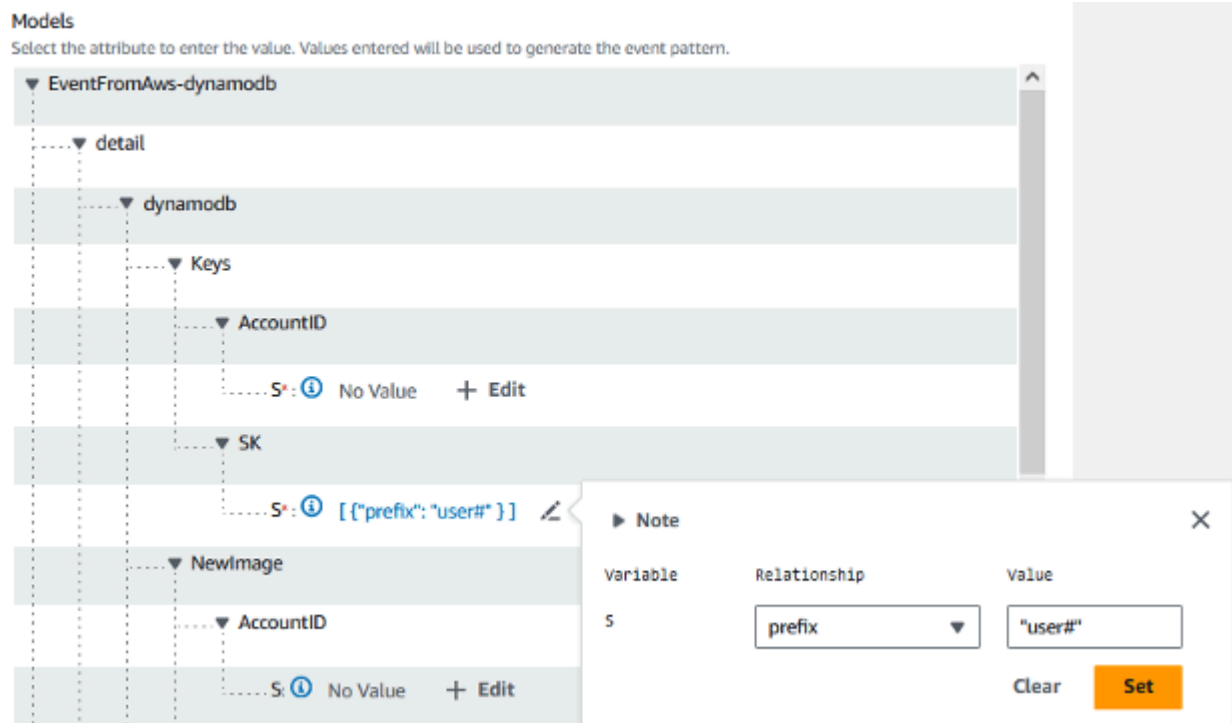 Models
Select the attribute to enter the value. Values entered will be used to generate the event pattern.
EventFromAws-dynamodb
detail
dynamodb
Keys
AccountID
S* : No Value + Edit
SK
S* : [ {"prefix": "user#" } ]
Note
Variable Relationship Value
S prefix "user#"
Clear Set
NewImage
AccountID
S: No Value + Edit